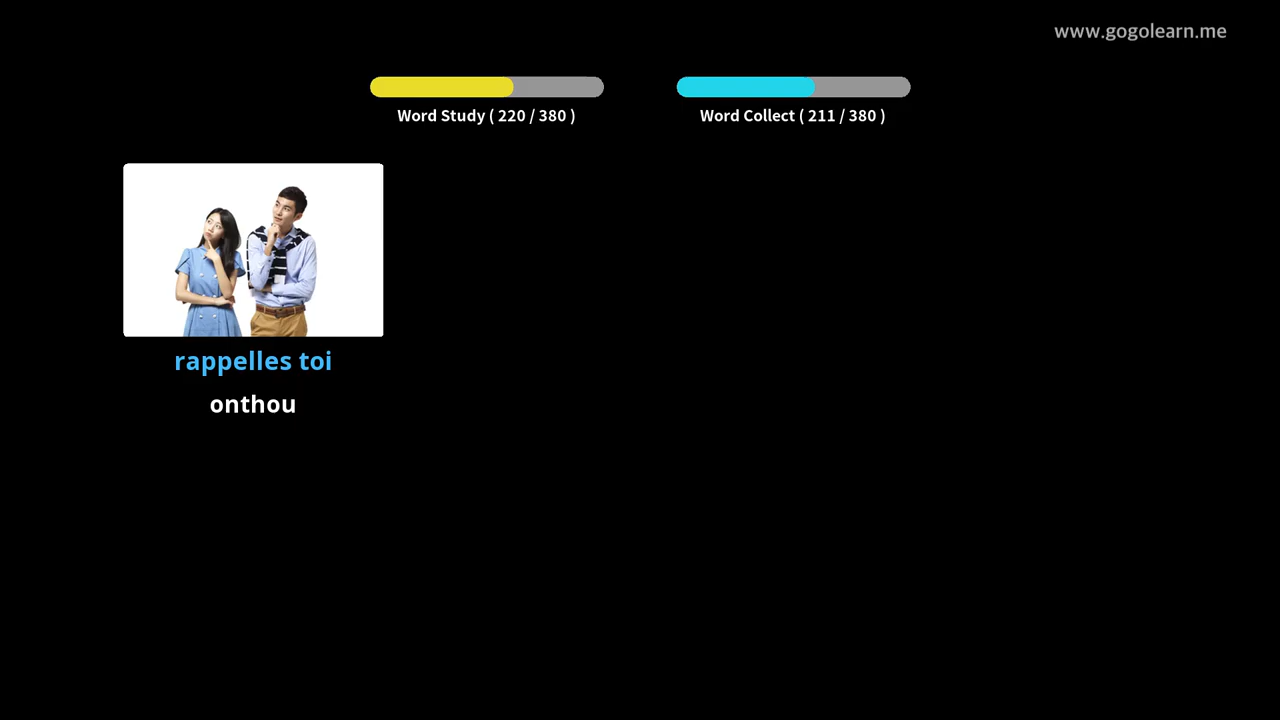 www.gogolearn.me
Word Study ( 220 / 380 )
Word Collect ( 211 / 380 )
rappelles toi
onthou